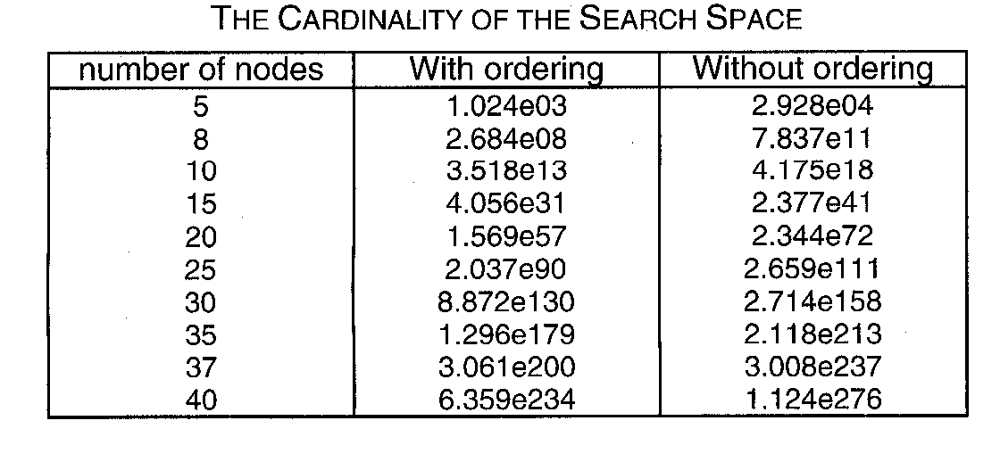 THE CARDINALITY OF THE SEARCH SPACE
number of nodes With ordering Without ordering
5 1.024e03 2.928e04
8 2.684e08 7.837e11
10 3.518e13 4.175e18
15 4.056e31 2.377e41
20 1.569e57 2.344e72
25 2.037e90 2.659e111
30 8.872e130 2.714e158
35 1.296e179 2.118e213
37 3.061e200 3.008e237
40 6.359e234 1.124e276